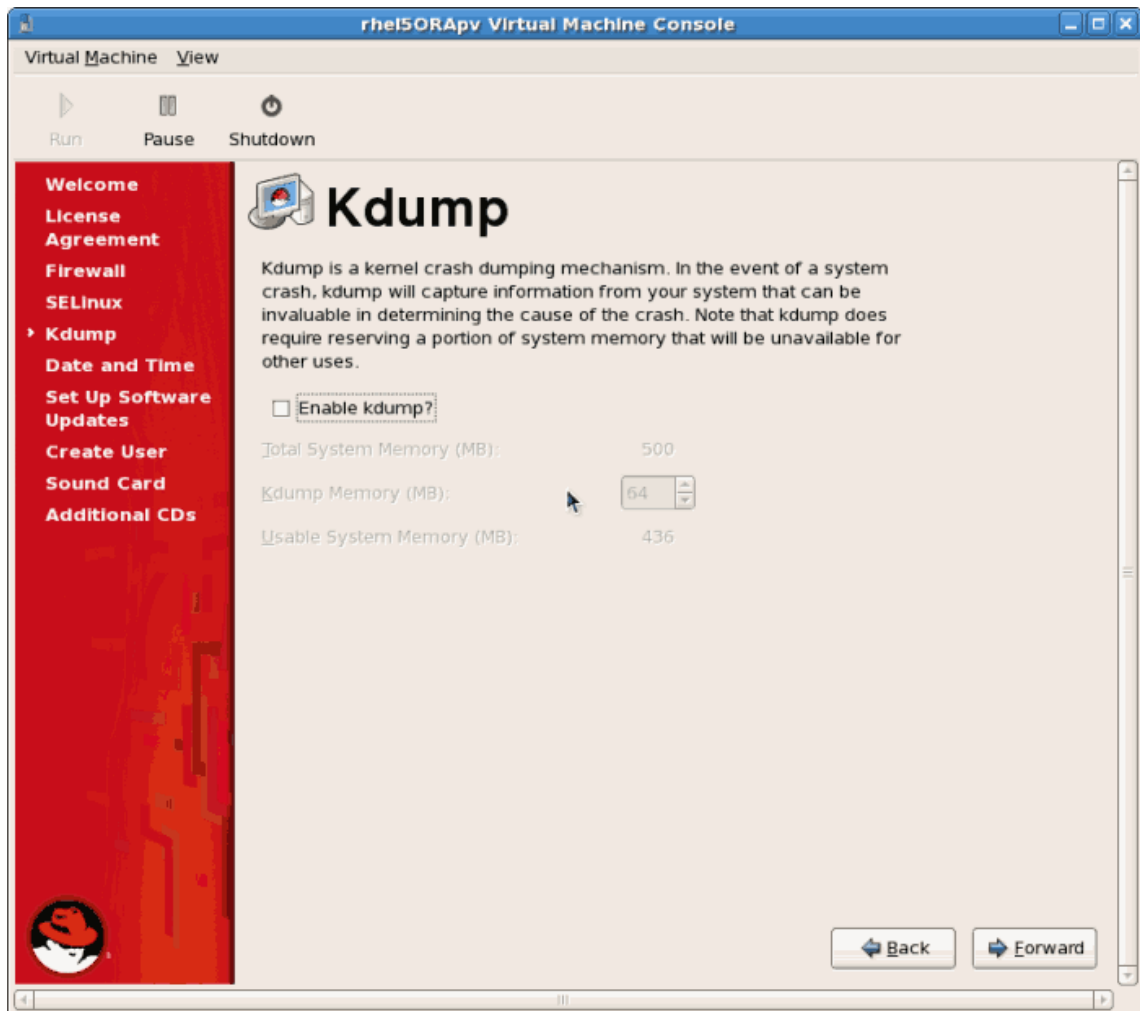 rhel5ORApv Virtual Machine Console
Virtual Machine View
Run Pause Shutdown
Welcome
License
Agreement
Firewall
SELinux
Kdump
Date and Time
Set Up Software
Updates
Create User
Sound Card
Additional CDs
Kdump
Kdump is a kernel crash dumping mechanism. In the event of a system
crash, kdump will capture information from your system that can be
invaluable in determining the cause of the crash. Note that kdump does
require reserving a portion of system memory that will be unavailable for
other uses.
Enable kdump?
Total System Memory (MB): 500
Kdump Memory (MB): 64
Usable System Memory (MB): 436
Back Forward